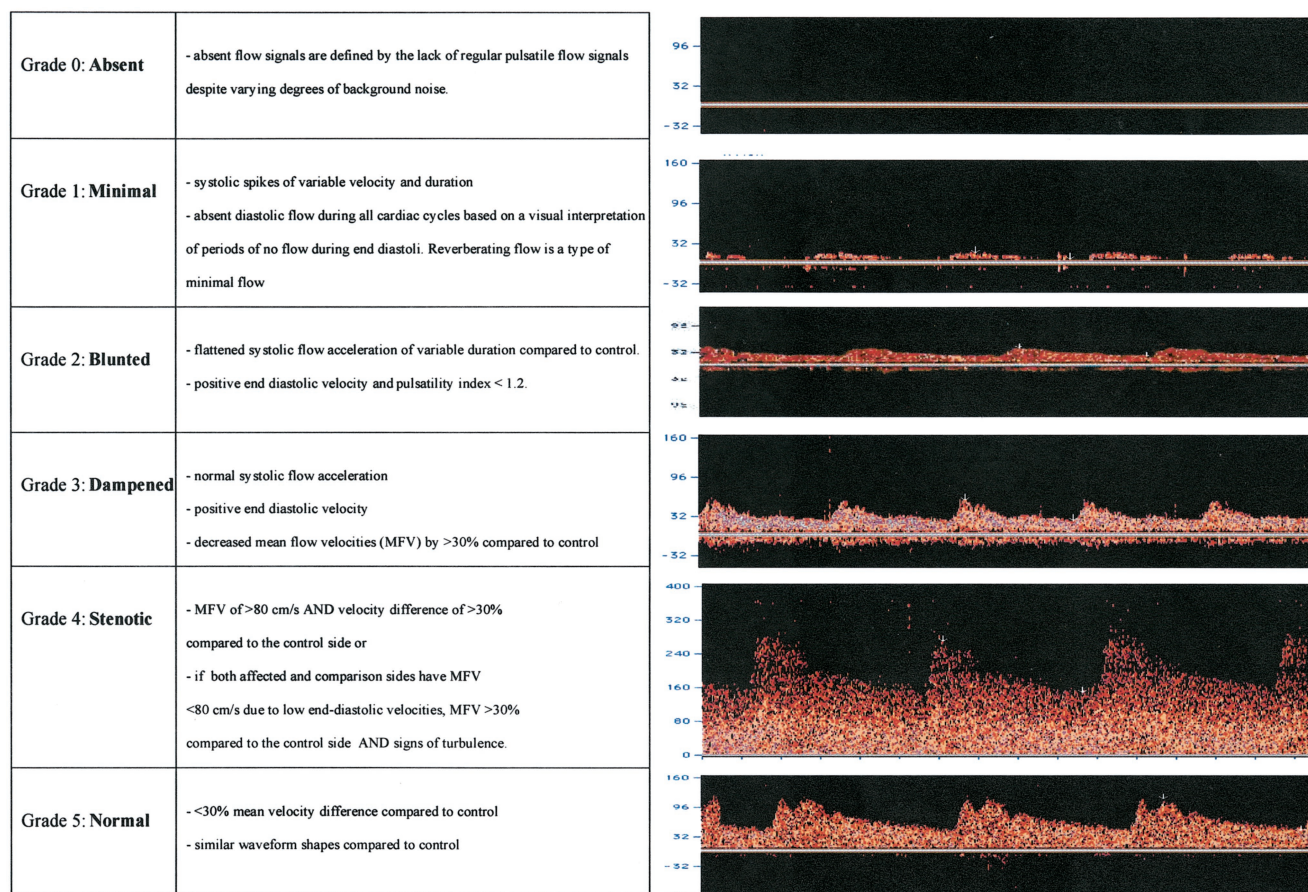 Grade 0: Absent
- absent flow signals are defined by the lack of regular pulsatile flow signals
despite varying degrees of background noise.
96
32
-32
Grade 1: Minimal
- systolic spikes of variable velocity and duration
- absent diastolic flow during all cardiac cycles based on a visual interpretation
of periods of no flow during end diastoli. Reverberating flow is a type of
minimal flow
160
96
32
-32
Grade 2: Blunted
- flattened systolic flow acceleration of variable duration compared to control.
- positive end diastolic velocity and pulsatility index < 1.2.
32
Grade 3: Dampened
- normal systolic flow acceleration
- positive end diastolic velocity
- decreased mean flow velocities (MFV) by >30% compared to control
160
96
32
-32
Grade 4: Stenotic
- MFV of >80 cm/s AND velocity difference of >30%
compared to the control side or
- if both affected and comparison sides have MFV
<80 cm/s due to low end-diastolic velocities, MFV >30%
compared to the control side AND signs of turbulence.
400
320
240
160
80
0
Grade 5: Normal
- <30% mean velocity difference compared to control
- similar waveform shapes compared to control
160
96
32
-32